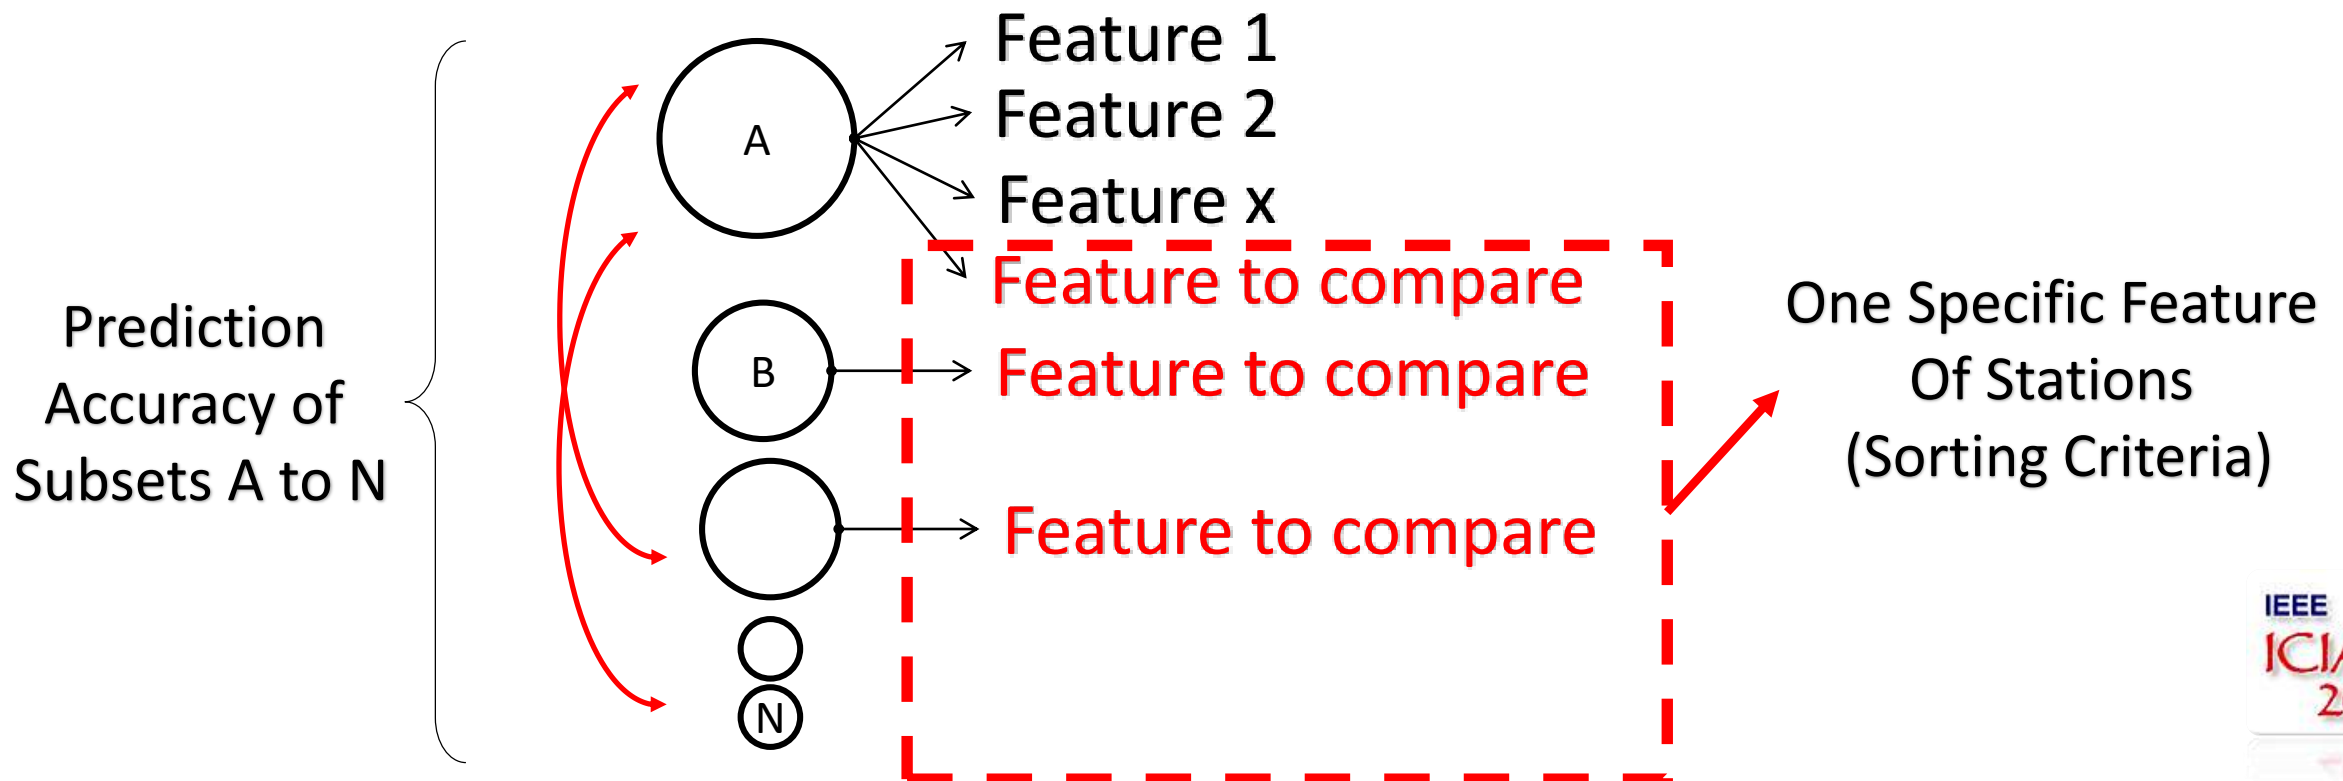 Feature 1
Feature 2
Feature x
Feature to compare
Feature to compare
Feature to compare
A
B
N
Prediction
Accuracy of
Subsets A to N
One Specific Feature
Of Stations
(Sorting Criteria)
IEEE